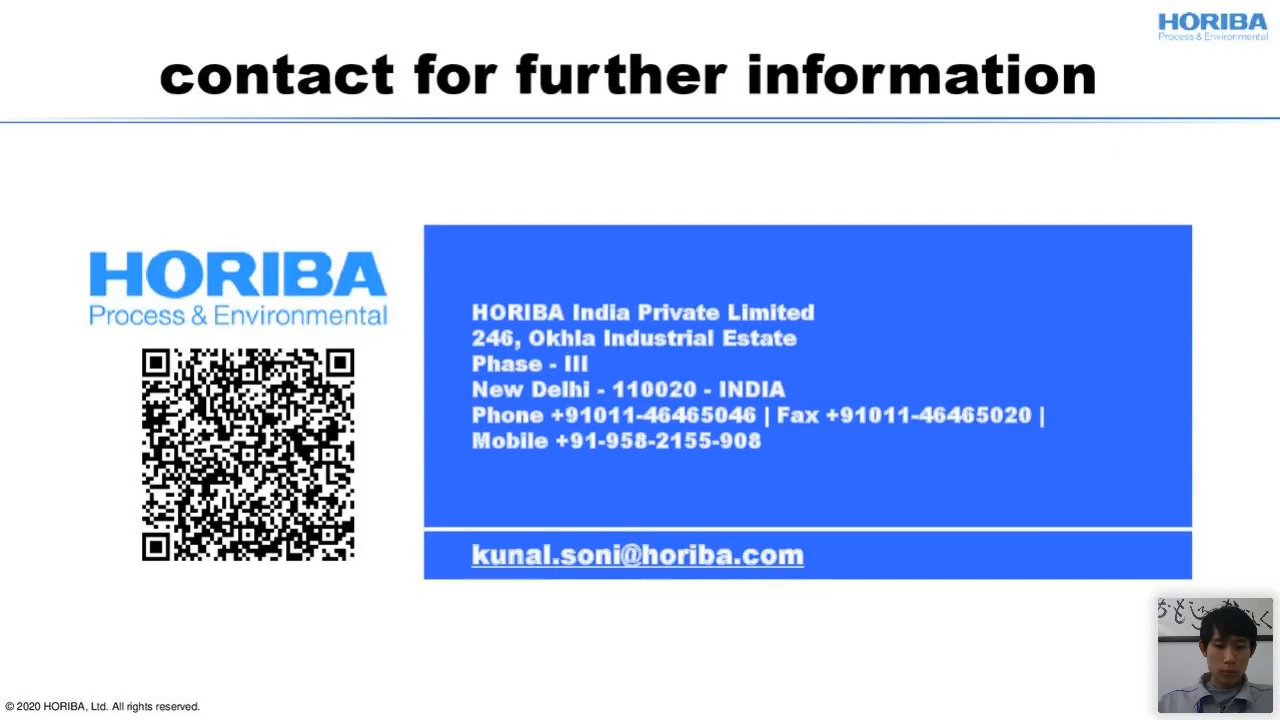 HORIBA
Process & Environmental
contact for further information
HORIBA
Process & Environmental
HORIBA India Private Limited
246, Okhla Industrial Estate
Phase - III
New Delhi - 110020 - INDIA
Phone +91011-46465046 | Fax +91011-46465020 |
Mobile +91-958-2155-908
kunal.soni@horiba.com
© 2020 HORIBA, Ltd. All rights reserved.